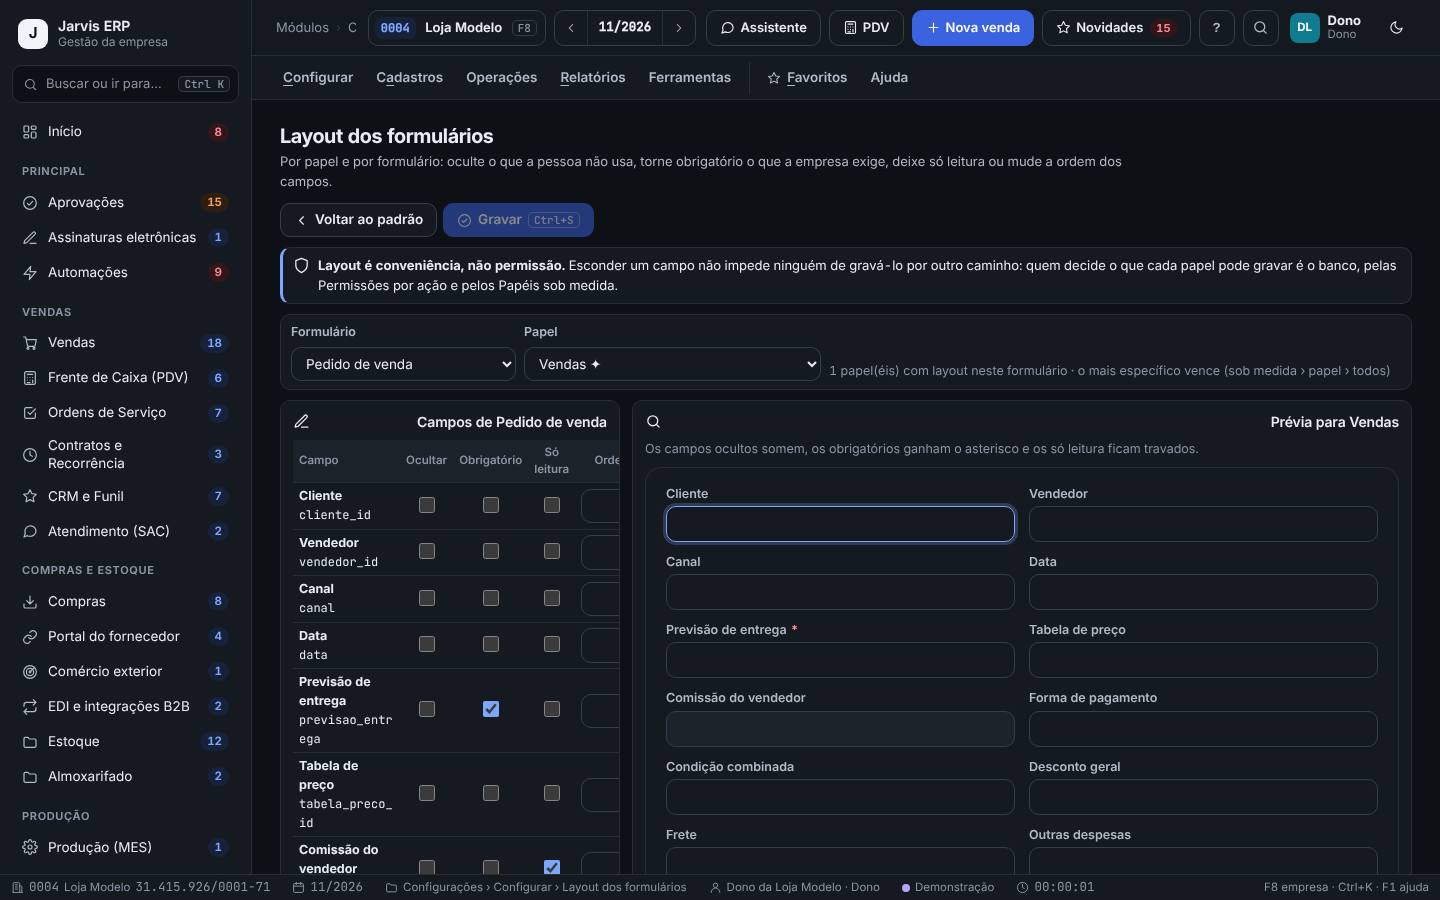 J
Jarvis ERP
Gestão da empresa
Buscar ou ir para... Ctrl K
Início 8
PRINCIPAL
Aprovações 15
Assinaturas eletrônicas 1
Automações 9
VENDAS
Vendas 18
Frente de Caixa (PDV) 6
Ordens de Serviço 7
Contratos e
Recorrência 3
CRM e Funil 7
Atendimento (SAC) 2
COMPRAS E ESTOQUE
Compras 8
Portal do fornecedor 4
Comércio exterior 1
EDI e integrações B2B 2
Estoque 12
Almoxarifado 2
PRODUÇÃO
Produção (MES) 1
Módulos › C 0004 Loja Modelo F8 ‹ 11/2026 › Assistente PDV + Nova venda Novidades 15 ? DL Dono
Dono
Configurar Cadastros Operações Relatórios Ferramentas Favoritos Ajuda
Layout dos formulários
Por papel e por formulário: oculte o que a pessoa não usa, torne obrigatório o que a empresa exige, deixe só leitura ou mude a ordem dos
campos.
‹ Voltar ao padrão Gravar Ctrl+S
Layout é conveniência, não permissão. Esconder um campo não impede ninguém de gravá-lo por outro caminho: quem decide o que cada papel pode gravar é o banco, pelas
Permissões por ação e pelos Papéis sob medida.
Formulário Papel
Pedido de venda Vendas ✦ 1 papel(éis) com layout neste formulário · o mais específico vence (sob medida › papel › todos)
Campos de Pedido de venda
Campo Ocultar Obrigatório Só
leitura Orde
Cliente
cliente_id
Vendedor
vendedor_id
Canal
canal
Data
data
Previsão de
entrega
previsao_entr
ega
Tabela de
preço
tabela_preco_
id
Comissão do
vendedor
Prévia para Vendas
Os campos ocultos somem, os obrigatórios ganham o asterisco e os só leitura ficam travados.
Cliente Vendedor
Canal Data
Previsão de entrega * Tabela de preço
Comissão do vendedor Forma de pagamento
Condição combinada Desconto geral
Frete Outras despesas
0004 Loja Modelo 31.415.926/0001-71 11/2026 Configurações › Configurar › Layout dos formulários Dono da Loja Modelo · Dono Demonstração 00:00:01 F8 empresa · Ctrl+K · F1 ajuda